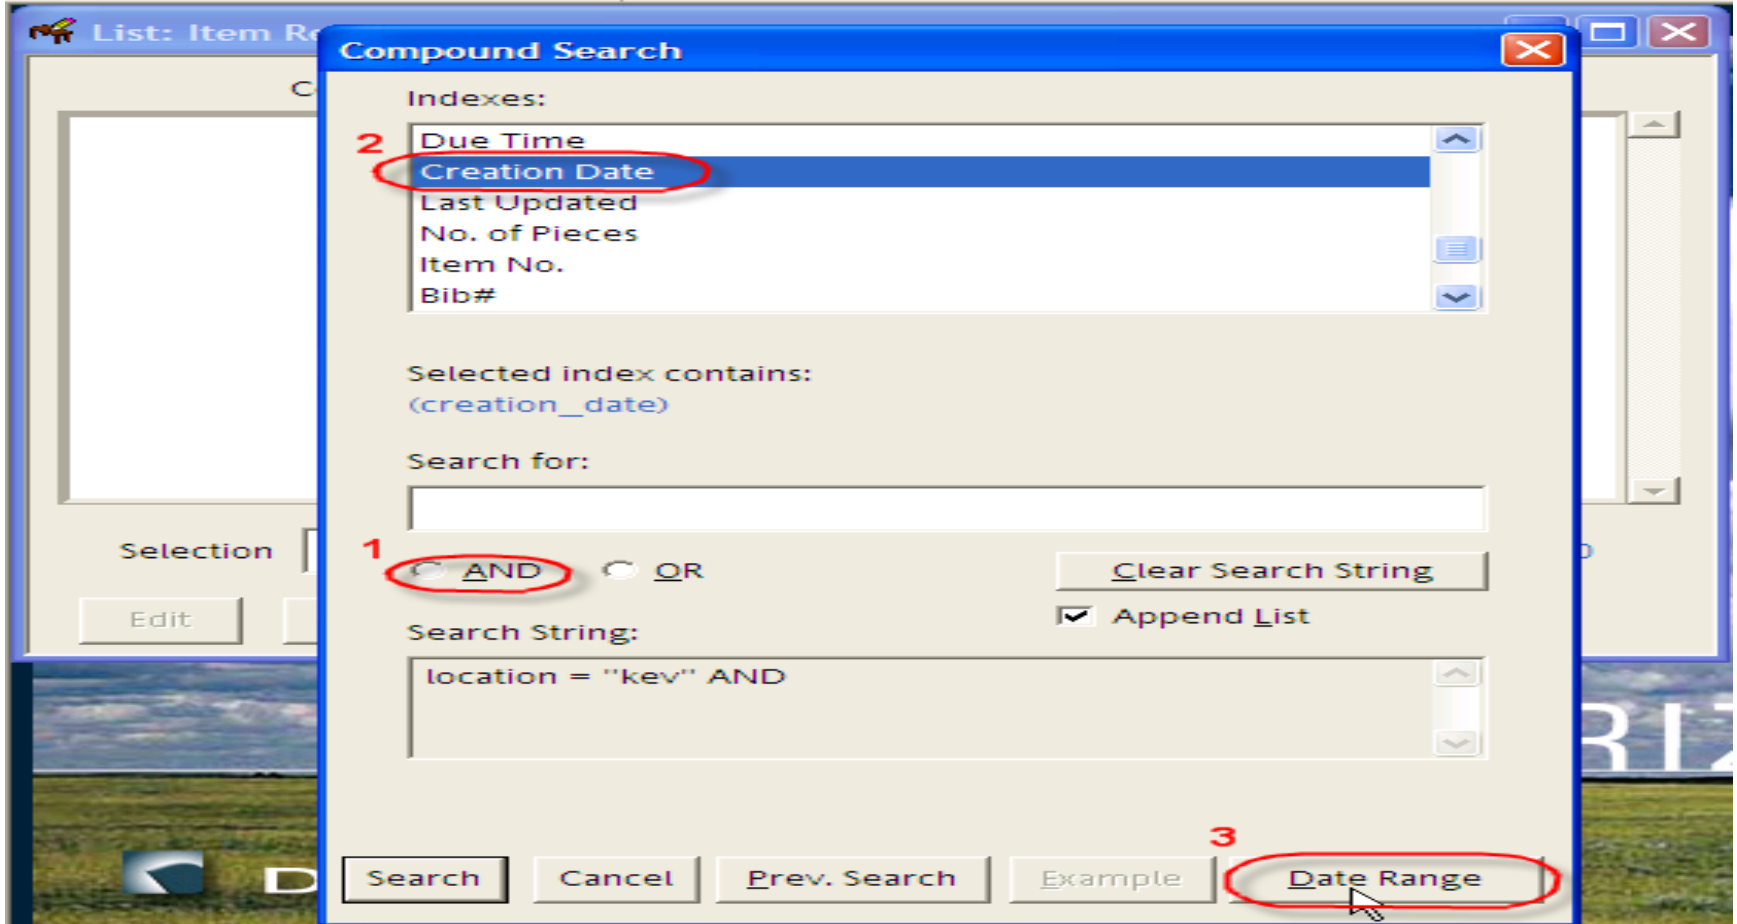 List: Item Re
Compound Search
Indexes:
2
Due Time
Creation Date
Last Updated
No. of Pieces
Item No.
Bib#
Selected index contains:
(creation_date)
Search for:
Selection
1
AND OR
Clear Search String
Append List
Edit
Search String:
location = "kev" AND
RIZ
3
D
Search Cancel Prev. Search Example Date Range